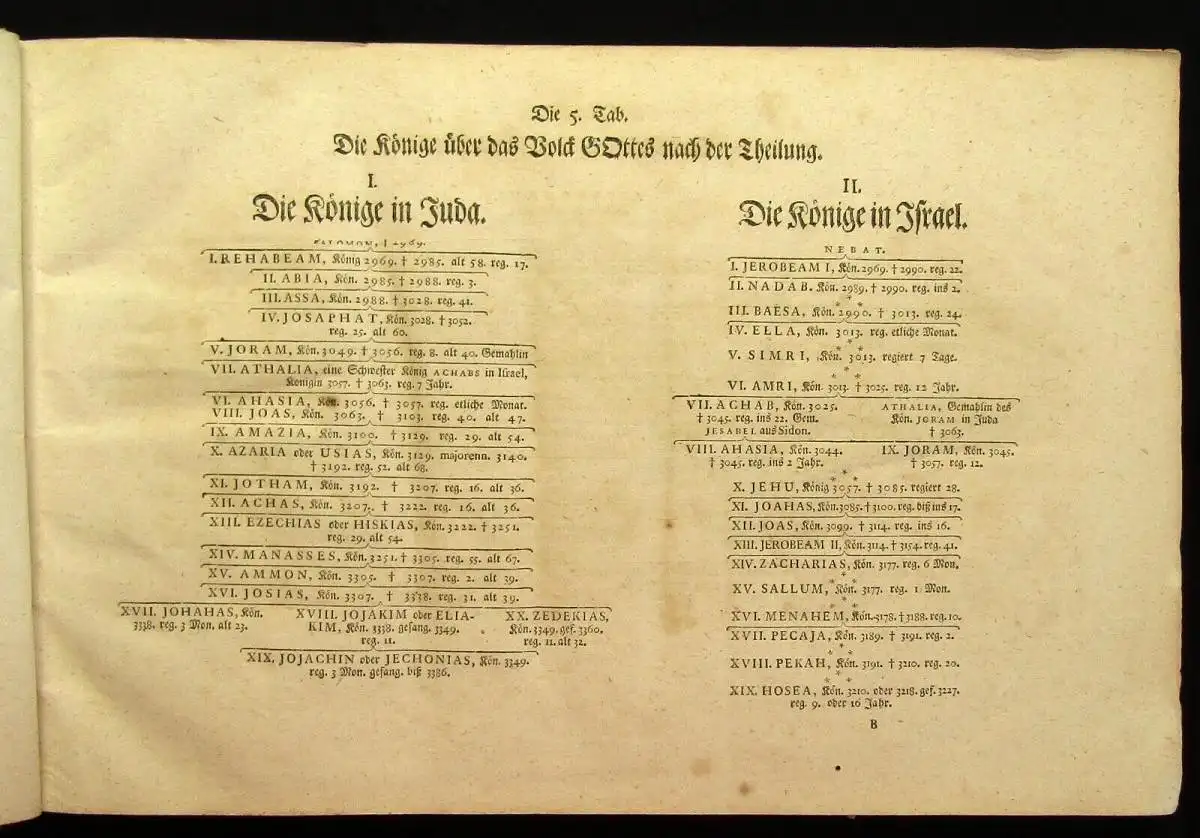 Die 5. Tab.
Die Könige über das Volck GOttes nach der Theilung.
I.
Die Könige in Juda.
SALOMON, † 2969.
I. REHABEAM, König 2969. † 2985. alt 58. reg. 17.
II. ABIA, Kön. 2985. † 2988. reg. 3.
III. ASSA, Kön. 2988. † 3028. reg. 41.
IV. JOSAPHAT, Kön. 3028. † 3052.
reg. 25. alt 60.
V. JORAM, Kön. 3049. † 3056. reg. 8. alt 40. Gemahlin
VII. ATHALIA, eine Schwester König ACHABS in Israel,
Königin 3057. † 3063. reg. 7 Jahr.
VI. AHASIA, Kön. 3056. † 3057. reg. etliche Monat.
VIII. JOAS, Kön. 3063. † 3103. reg. 40. alt 47.
IX. AMAZIA, Kön. 3100. † 3129. reg. 29. alt 54.
X. AZARIA oder USIAS, Kön. 3129. majorenn. 3140.
† 3192. reg. 52. alt 68.
XI. JOTHAM, Kön. 3192. † 3207. reg. 16. alt 36.
XII. ACHAS, Kön. 3207. † 3222. reg. 16. alt 36.
XIII. EZECHIAS oder HISKIAS, Kön. 3222. † 3251.
reg. 29. alt 54.
XIV. MANASSES, Kön. 3251. † 3305. reg. 55. alt 67.
XV. AMMON, Kön. 3305. † 3307. reg. 2. alt 39.
XVI. JOSIAS, Kön. 3307. † 3338. reg. 31. alt 39.
XVII. JOHAHAS, Kön.
3338. reg. 3 Mon. alt 23.
XVIII. JOJAKIM oder ELIA-
KIM, Kön. 3338. gefang. 3349.
reg. 11.
XX. ZEDEKIAS,
Kön. 3349. gef. 3360.
reg. 11. alt 32.
XIX. JOJACHIN oder JECHONIAS, Kön. 3349.
reg. 3 Mon. gefang. biß 3386.
II.
Die Könige in Israel.
NEBAT.
I. JEROBEAM I, Kön. 2969. † 2990. reg. 22.
II. NADAB. Kön. 2989. † 2990. reg. ins 2.
* *
III. BAESA, Kön. 2990. † 3013. reg. 24.
IV. ELLA, Kön. 3013. reg. etliche Monat.
* *
V. SIMRI, Kön. 3013. regiert 7 Tage.
* * *
VI. AMRI, Kön. 3013. † 3025. reg. 12 Jahr.
VII. ACHAB, Kön. 3025.
† 3045. reg. ins 22. Gem.
JESABEL aus Sidon.
ATHALIA, Gemahlin des
Kön. JORAM in Juda
† 3063.
VIII. AHASIA, Kön. 3044.
† 3045. reg. ins 2 Jahr.
IX. JORAM, Kön. 3045.
† 3057. reg. 12.
* * *
X. JEHU, König 3057. † 3085. regiert 28.
XI. JOAHAS, Kön. 3085. † 3100. reg. biß ins 17.
XII. JOAS, Kön. 3099. † 3114. reg. ins 16.
XIII. JEROBEAM II, Kön. 3114. † 3154. reg. 41.
XIV. ZACHARIAS, Kön. 3177. reg. 6 Mon.
* * *
XV. SALLUM, Kön. 3177. reg. 1 Mon.
* * *
XVI. MENAHEM, Kön. 5178. † 3188. reg. 10.
XVII. PECAJA, Kön. 3189. † 3191. reg. 2.
* * *
XVIII. PEKAH, Kön. 3191. † 3210. reg. 20.
* * *
XIX. HOSEA, Kön. 3210. oder 3218. gef. 3227.
reg. 9. oder 16 Jahr.
B